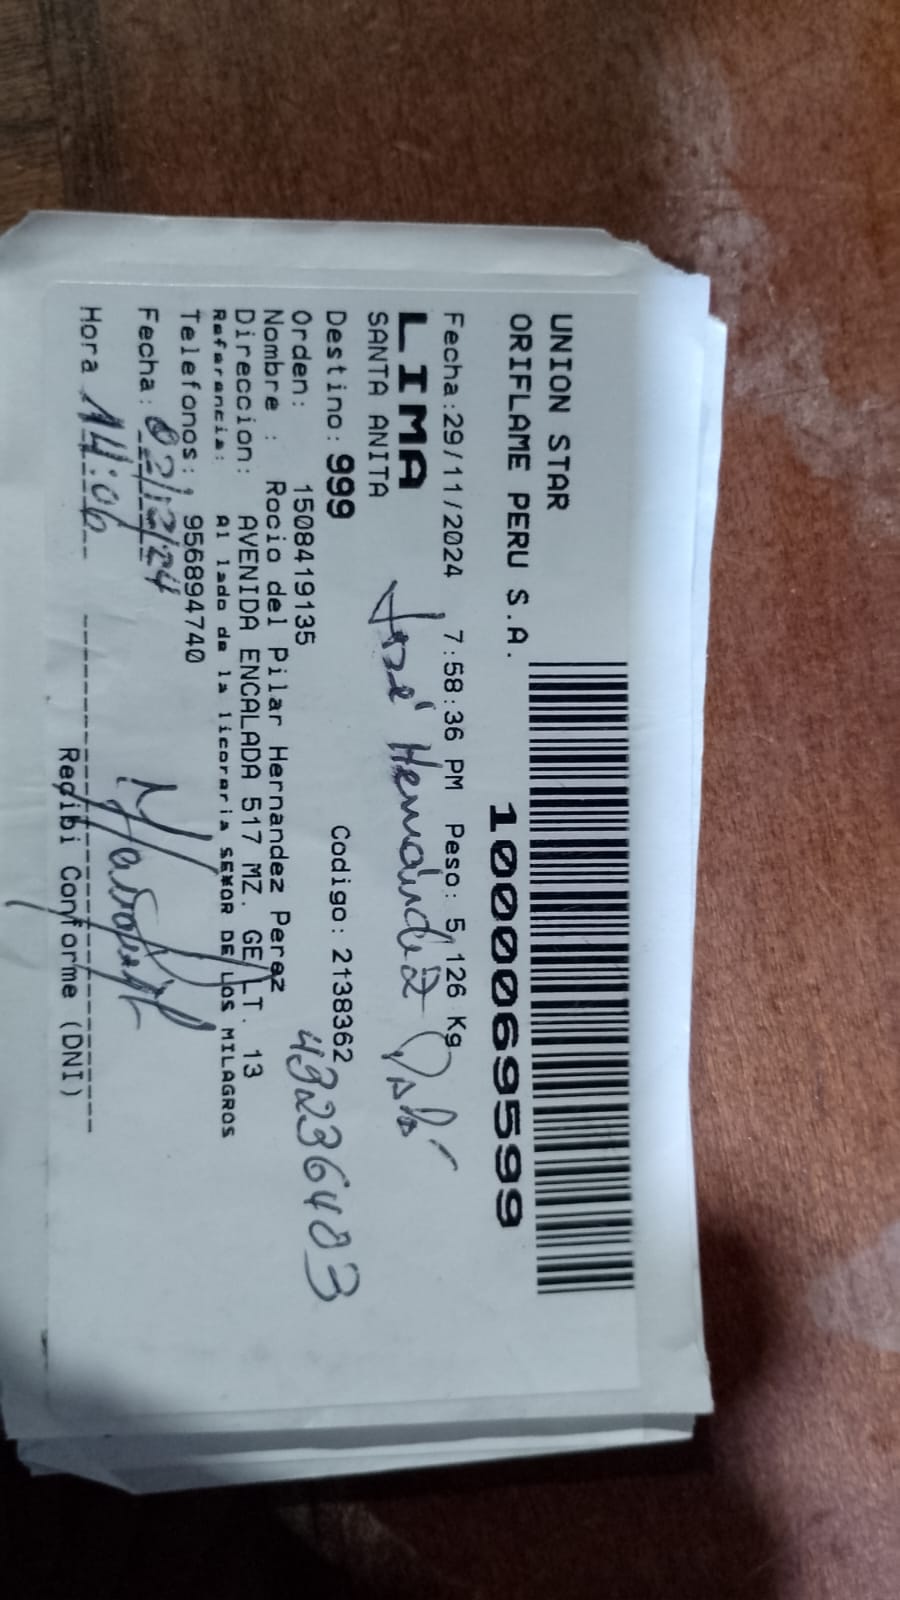 UNION STAR
ORIFLAME PERU S.A.
1000069599
Fecha:29/11/2024 7:58:36 PM Peso: 5,126 Kg
LIMA
SANTA ANITA
José Hernández
Destino: 999 Codigo: 2138362
Orden: 1508419135
49236403
Nombre : Rocio del Pilar Hernandez Perez
Direccion: AVENIDA ENCALADA 517 MZ. GE LT. 13
Referencia: Al lado de la licoreria SEÑOR DE LOS MILAGROS
Telefonos: 956894740
Fecha: 02/12/24
Hora 14:06
Recibi Conforme (DNI)